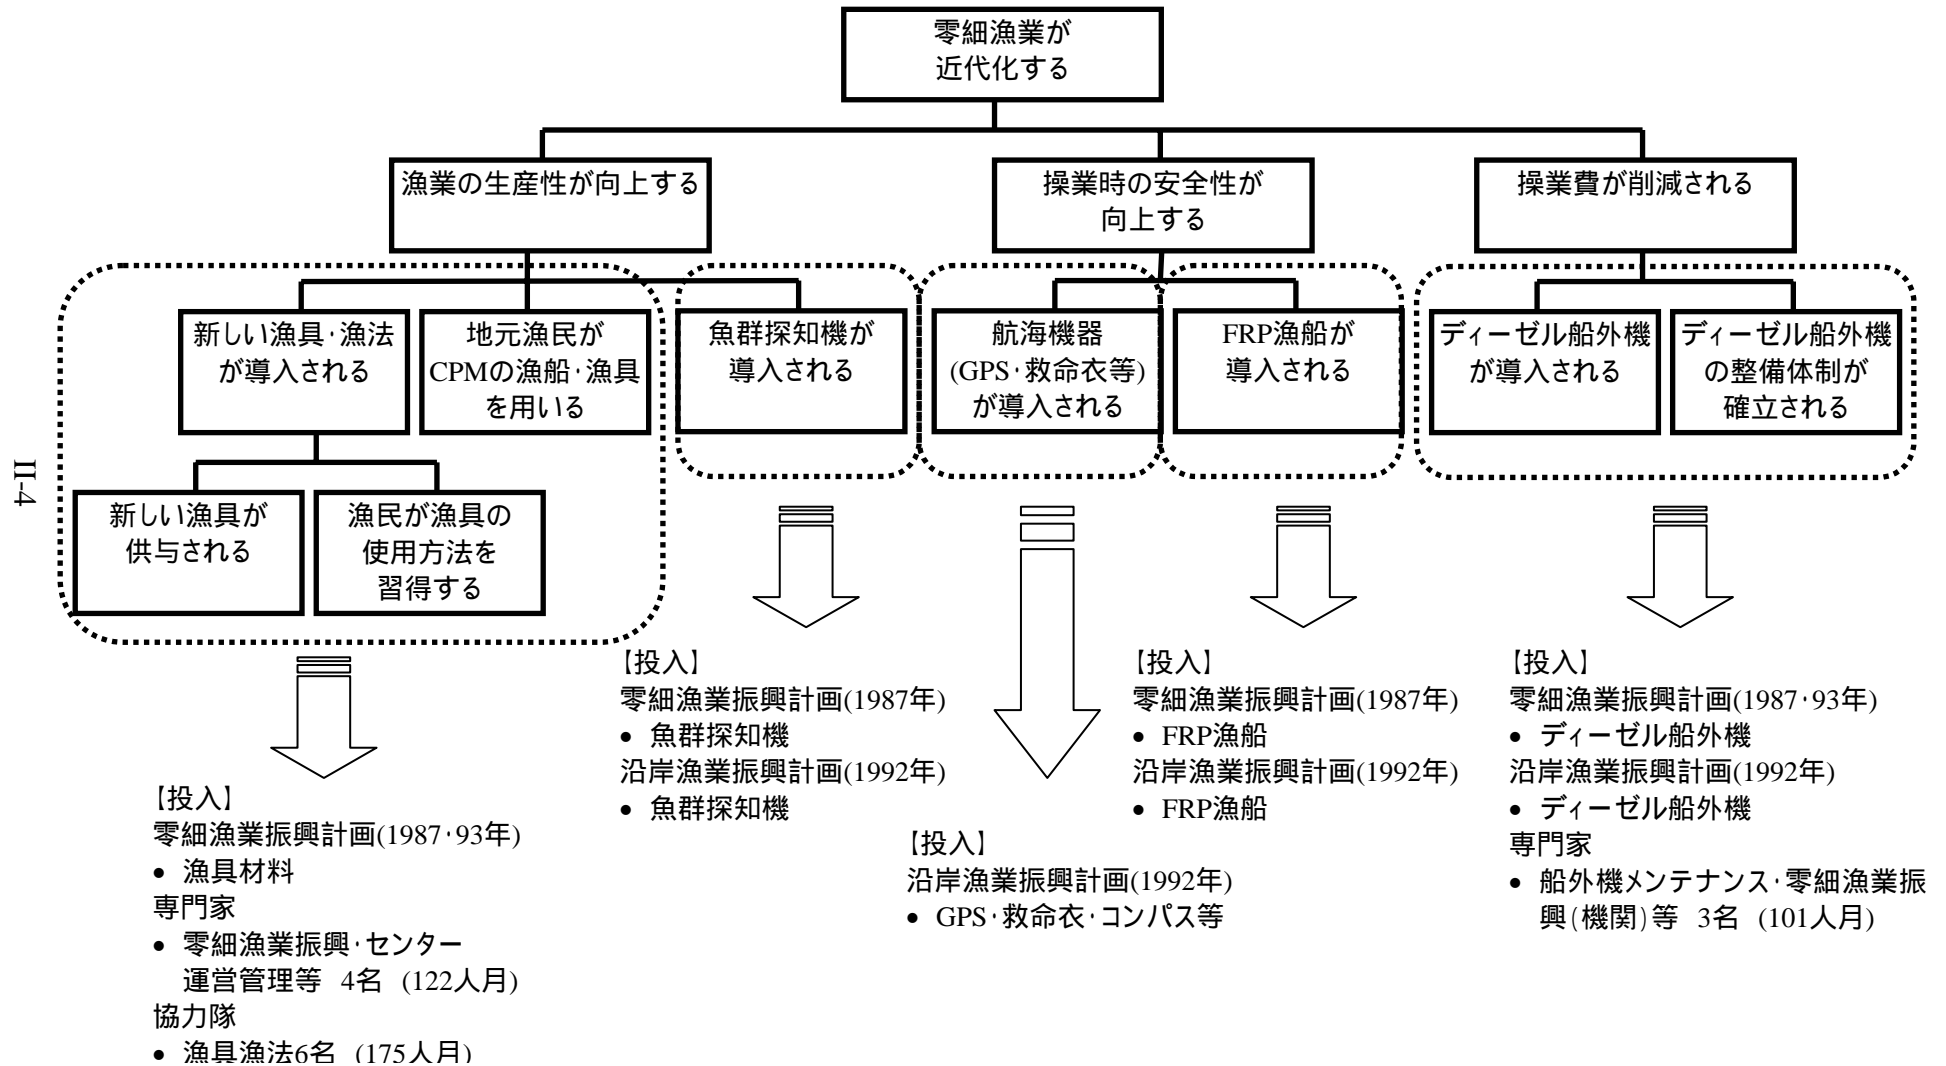 零細漁業が
近代化する
漁業の生産性が向上する
操業時の安全性が
向上する
操業費が削減される
新しい漁具・漁法
が導入される
地元漁民が
CPMの漁船・漁具
を用いる
魚群探知機が
導入される
航海機器
(GPS・救命衣等)
が導入される
FRP漁船が
導入される
ディーゼル船外機
が導入される
ディーゼル船外機
の整備体制が
確立される
新しい漁具が
供与される
漁民が漁具の
使用方法を
習得する
II-4
【投入】
零細漁業振興計画(1987・93年)
• 漁具材料
専門家
• 零細漁業振興・センター
運営管理等 4名 (122人月)
協力隊
• 漁具漁法6名 (175人月)
【投入】
零細漁業振興計画(1987年)
• 魚群探知機
沿岸漁業振興計画(1992年)
• 魚群探知機
【投入】
沿岸漁業振興計画(1992年)
• GPS・救命衣・コンパス等
【投入】
零細漁業振興計画(1987年)
• FRP漁船
沿岸漁業振興計画(1992年)
• FRP漁船
【投入】
零細漁業振興計画(1987・93年)
• ディーゼル船外機
沿岸漁業振興計画(1992年)
• ディーゼル船外機
専門家
• 船外機メンテナンス・零細漁業振
興(機関)等 3名 (101人月)